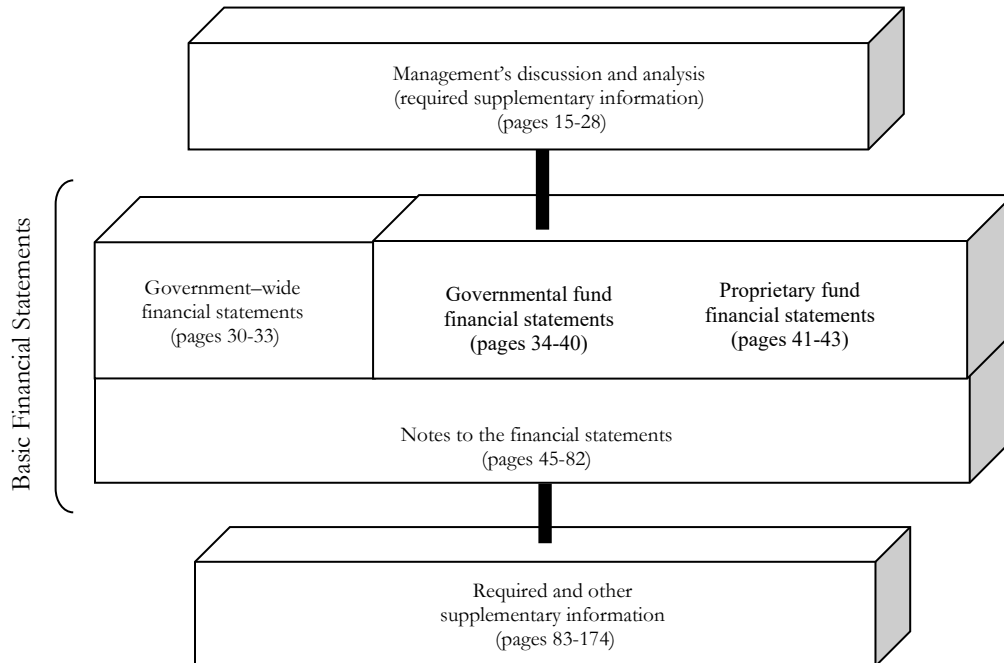 Management’s discussion and analysis
(required supplementary information)
(pages 15-28)
Basic Financial Statements
Government–wide
financial statements
(pages 30-33)
Governmental fund
financial statements
(pages 34-40)
Proprietary fund
financial statements
(pages 41-43)
Notes to the financial statements
(pages 45-82)
Required and other
supplementary information
(pages 83-174)